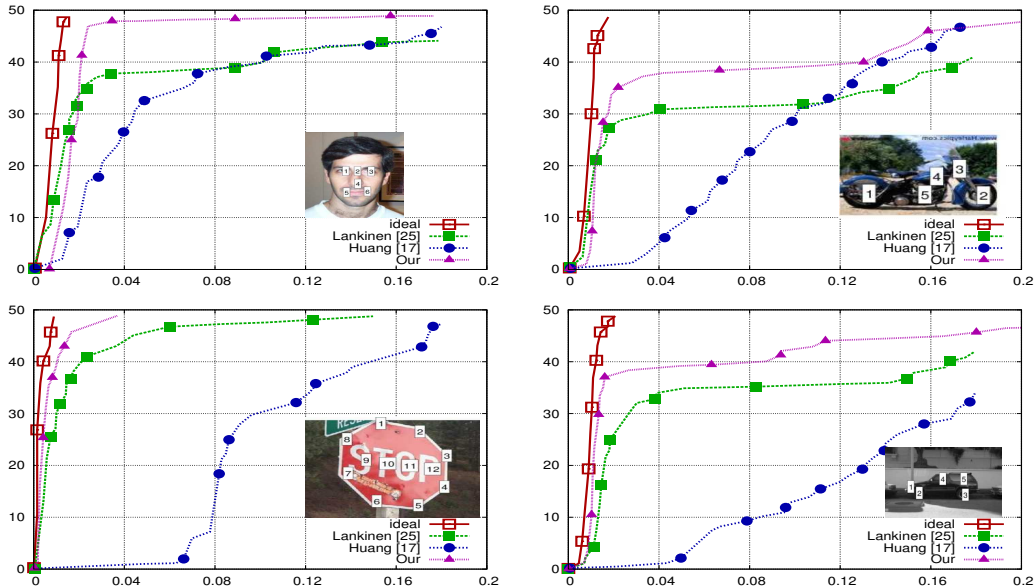 50
40
30
20
10
0
0 0.04 0.08 0.12 0.16 0.2
1 2 3
4
5 6
ideal
Lankinen [25]
Huang [17]
Our
50
40
30
20
10
0
0 0.04 0.08 0.12 0.16 0.2
1 5 4 3 2
ideal
Lankinen [25]
Huang [17]
Our
50
40
30
20
10
0
0 0.04 0.08 0.12 0.16 0.2
STOP
1
2
3
4
5
6
7
8
9 10 11 12
ideal
Lankinen [25]
Huang [17]
Our
50
40
30
20
10
0
0 0.04 0.08 0.12 0.16 0.2
1 2 4 5 3
ideal
Lankinen [25]
Huang [17]
Our